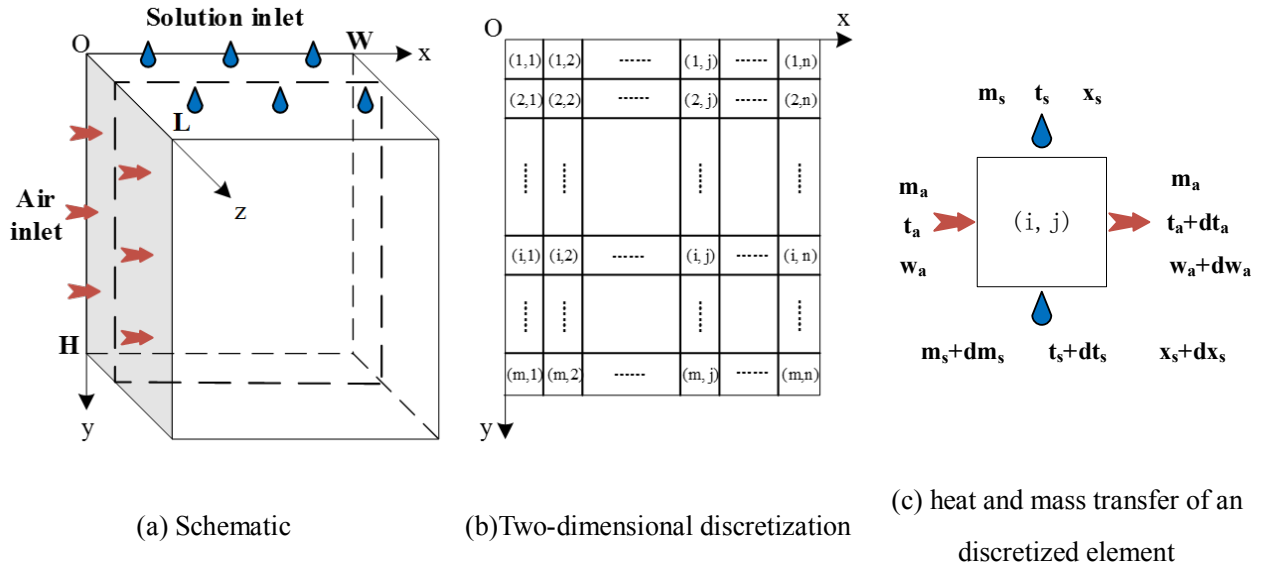 Solution inlet
O
W
x
L
z
Air
inlet
H
y
(a) Schematic
O
x
(1,1) (1,2) ------ (1, j) ------ (1,n)
(2,1) (2,2) ------ (2, j) ------ (2,n)
(i,1) (i,2) ------ (i, j) ------ (i, n)
(m,1) (m,2) ------ (m, j) ------ (m,n)
y
(b)Two-dimensional discretization
mₛ tₛ xₛ
mₐ
tₐ
wₐ
(i, j)
mₐ
tₐ+dtₐ
wₐ+dwₐ
mₛ+dmₛ tₛ+dtₛ xₛ+dxₛ
(c) heat and mass transfer of an
discretized element